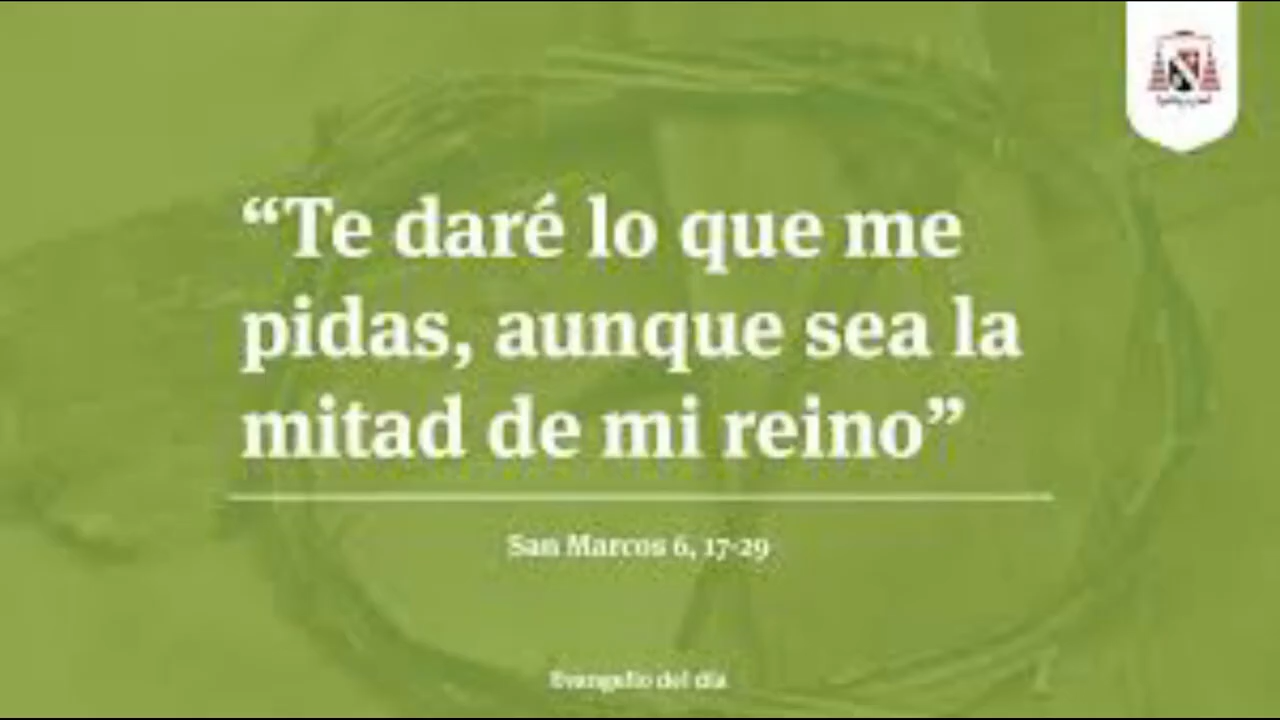 “Te daré lo que me
pidas, aunque sea la
mitad de mi reino”
San Marcos 6, 17-29
Evangelio del día